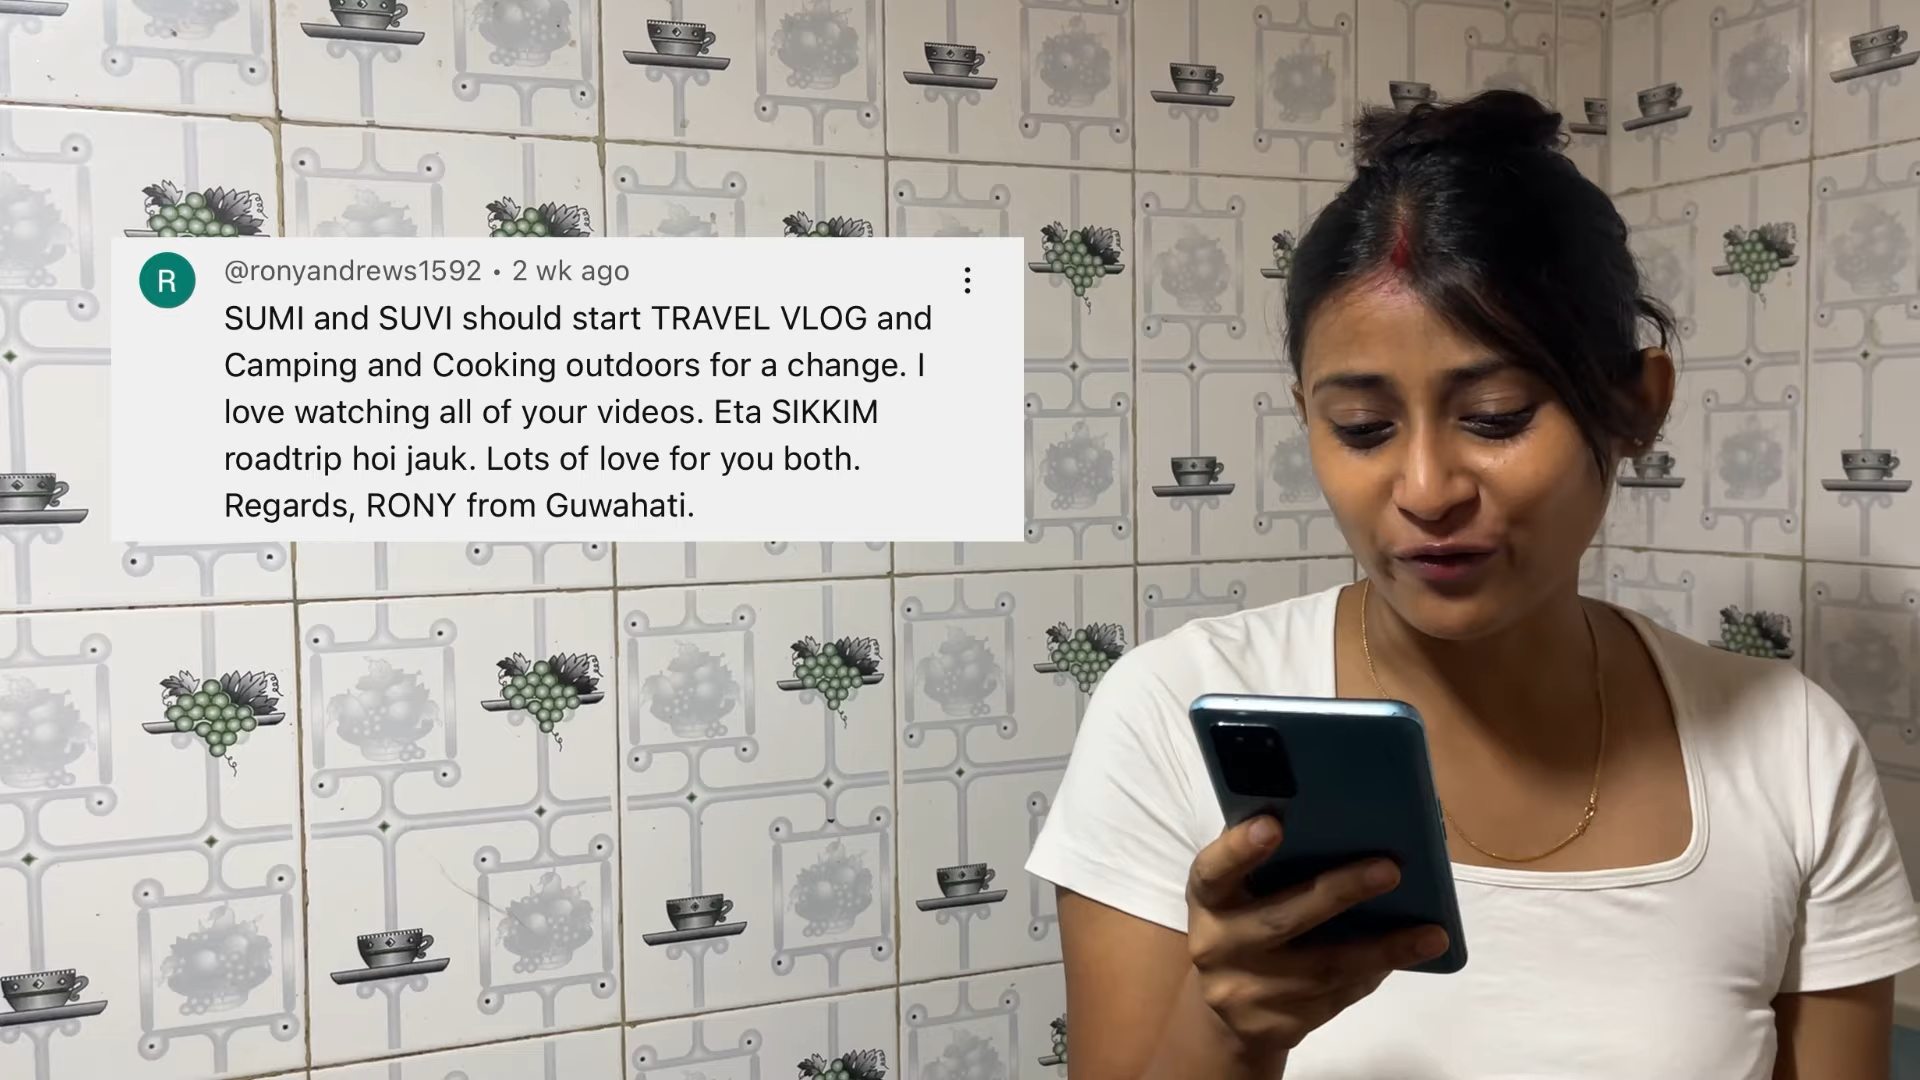 R
@ronyandrews1592 • 2 wk ago
SUMI and SUVI should start TRAVEL VLOG and
Camping and Cooking outdoors for a change. I
love watching all of your videos. Eta SIKKIM
roadtrip hoi jauk. Lots of love for you both.
Regards, RONY from Guwahati.